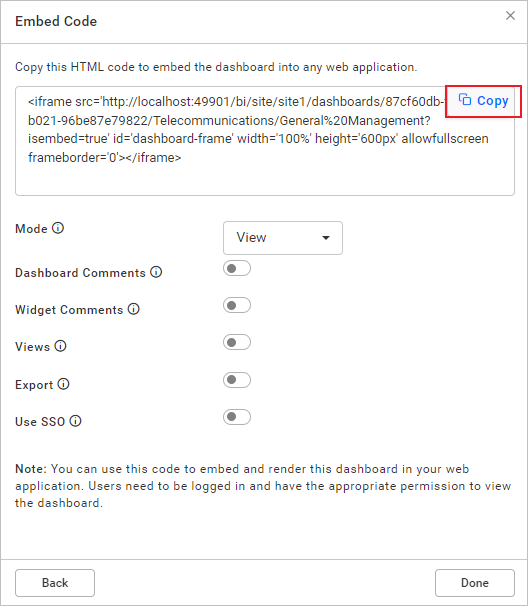 Embed Code
Copy this HTML code to embed the dashboard into any web application.
<iframe src='http://localhost:49901/bi/site/site1/dashboards/87cf60db-
Copy
b021-96be87e79822/Telecommunications/General%20Management?
isembed=true' id='dashboard-frame' width='100%' height='600px' allowfullscreen
frameborder='0'></iframe>
Mode
View
Dashboard Comments
Widget Comments
Views
Export
Use SSO
Note: You can use this code to embed and render this dashboard in your web
application. Users need to be logged in and have the appropriate permission to view
the dashboard.
Back
Done